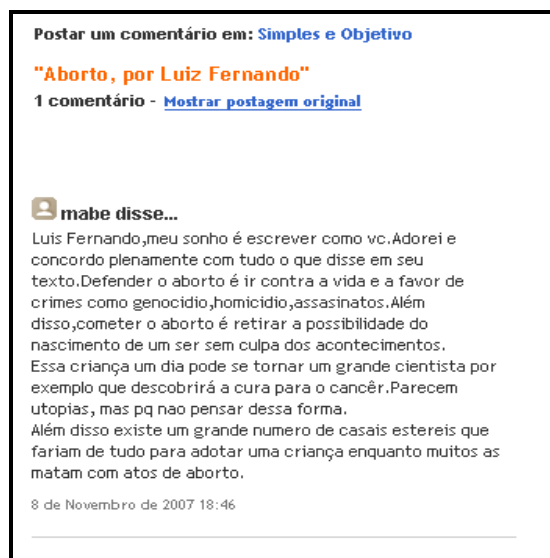 Postar um comentário em: Simples e Objetivo
"Aborto, por Luiz Fernando"
1 comentário - Mostrar postagem original
mabe disse...
Luis Fernando,meu sonho é escrever como vc.Adorei e
concordo plenamente com tudo o que disse em seu
texto.Defender o aborto é ir contra a vida e a favor de
crimes como genocidio,homicidio,assasinatos.Além
disso,cometer o aborto é retirar a possibilidade do
nascimento de um ser sem culpa dos acontecimentos.
Essa criança um dia pode se tornar um grande cientista por
exemplo que descobrirá a cura para o cancêr.Parecem
utopias, mas pq nao pensar dessa forma.
Além disso existe um grande numero de casais estereis que
fariam de tudo para adotar uma criança enquanto muitos as
matam com atos de aborto.
8 de Novembro de 2007 18:46